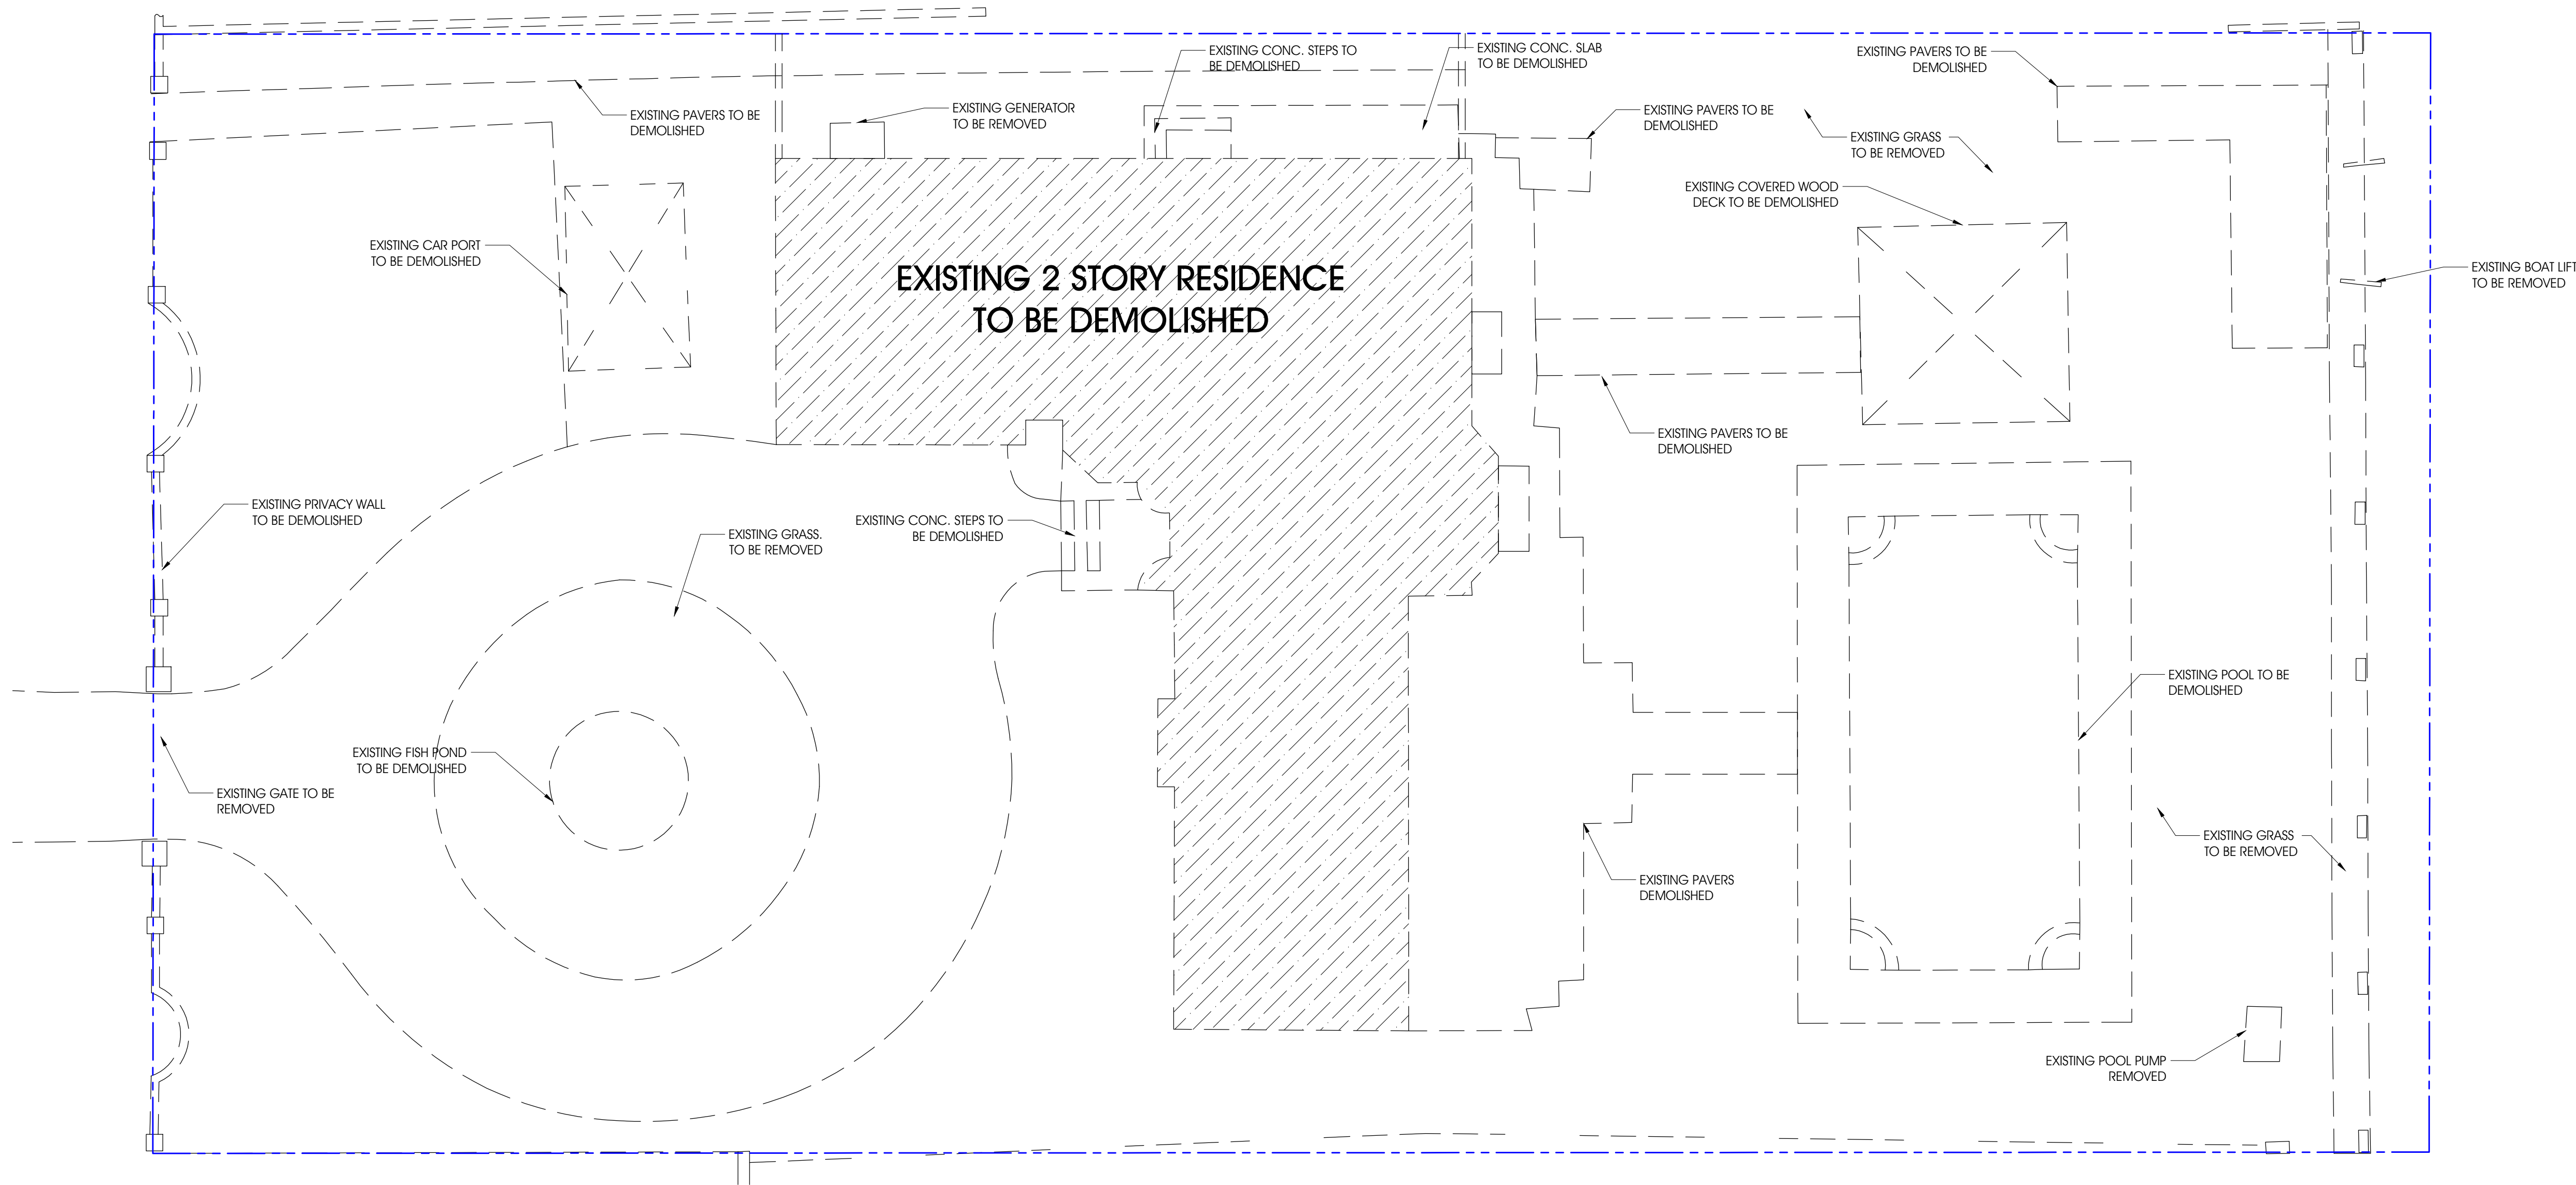 EXISTING CONC. STEPS TO
BE DEMOLISHED
EXISTING CONC. SLAB
TO BE DEMOLISHED
EXISTING PAVERS TO BE
DEMOLISHED
EXISTING PAVERS TO BE
DEMOLISHED
EXISTING GENERATOR
TO BE REMOVED
EXISTING PAVERS TO BE
DEMOLISHED
EXISTING GRASS
TO BE REMOVED
EXISTING COVERED WOOD
DECK TO BE DEMOLISHED
EXISTING CAR PORT
TO BE DEMOLISHED
EXISTING 2 STORY RESIDENCE
TO BE DEMOLISHED
EXISTING BOAT LIFT
TO BE REMOVED
EXISTING PAVERS TO BE
DEMOLISHED
EXISTING PRIVACY WALL
TO BE DEMOLISHED
EXISTING GRASS.
TO BE REMOVED
EXISTING CONC. STEPS TO
BE DEMOLISHED
EXISTING POOL TO BE
DEMOLISHED
EXISTING FISH POND
TO BE DEMOLISHED
EXISTING GATE TO BE
REMOVED
EXISTING GRASS
TO BE REMOVED
EXISTING PAVERS
DEMOLISHED
EXISTING POOL PUMP
REMOVED